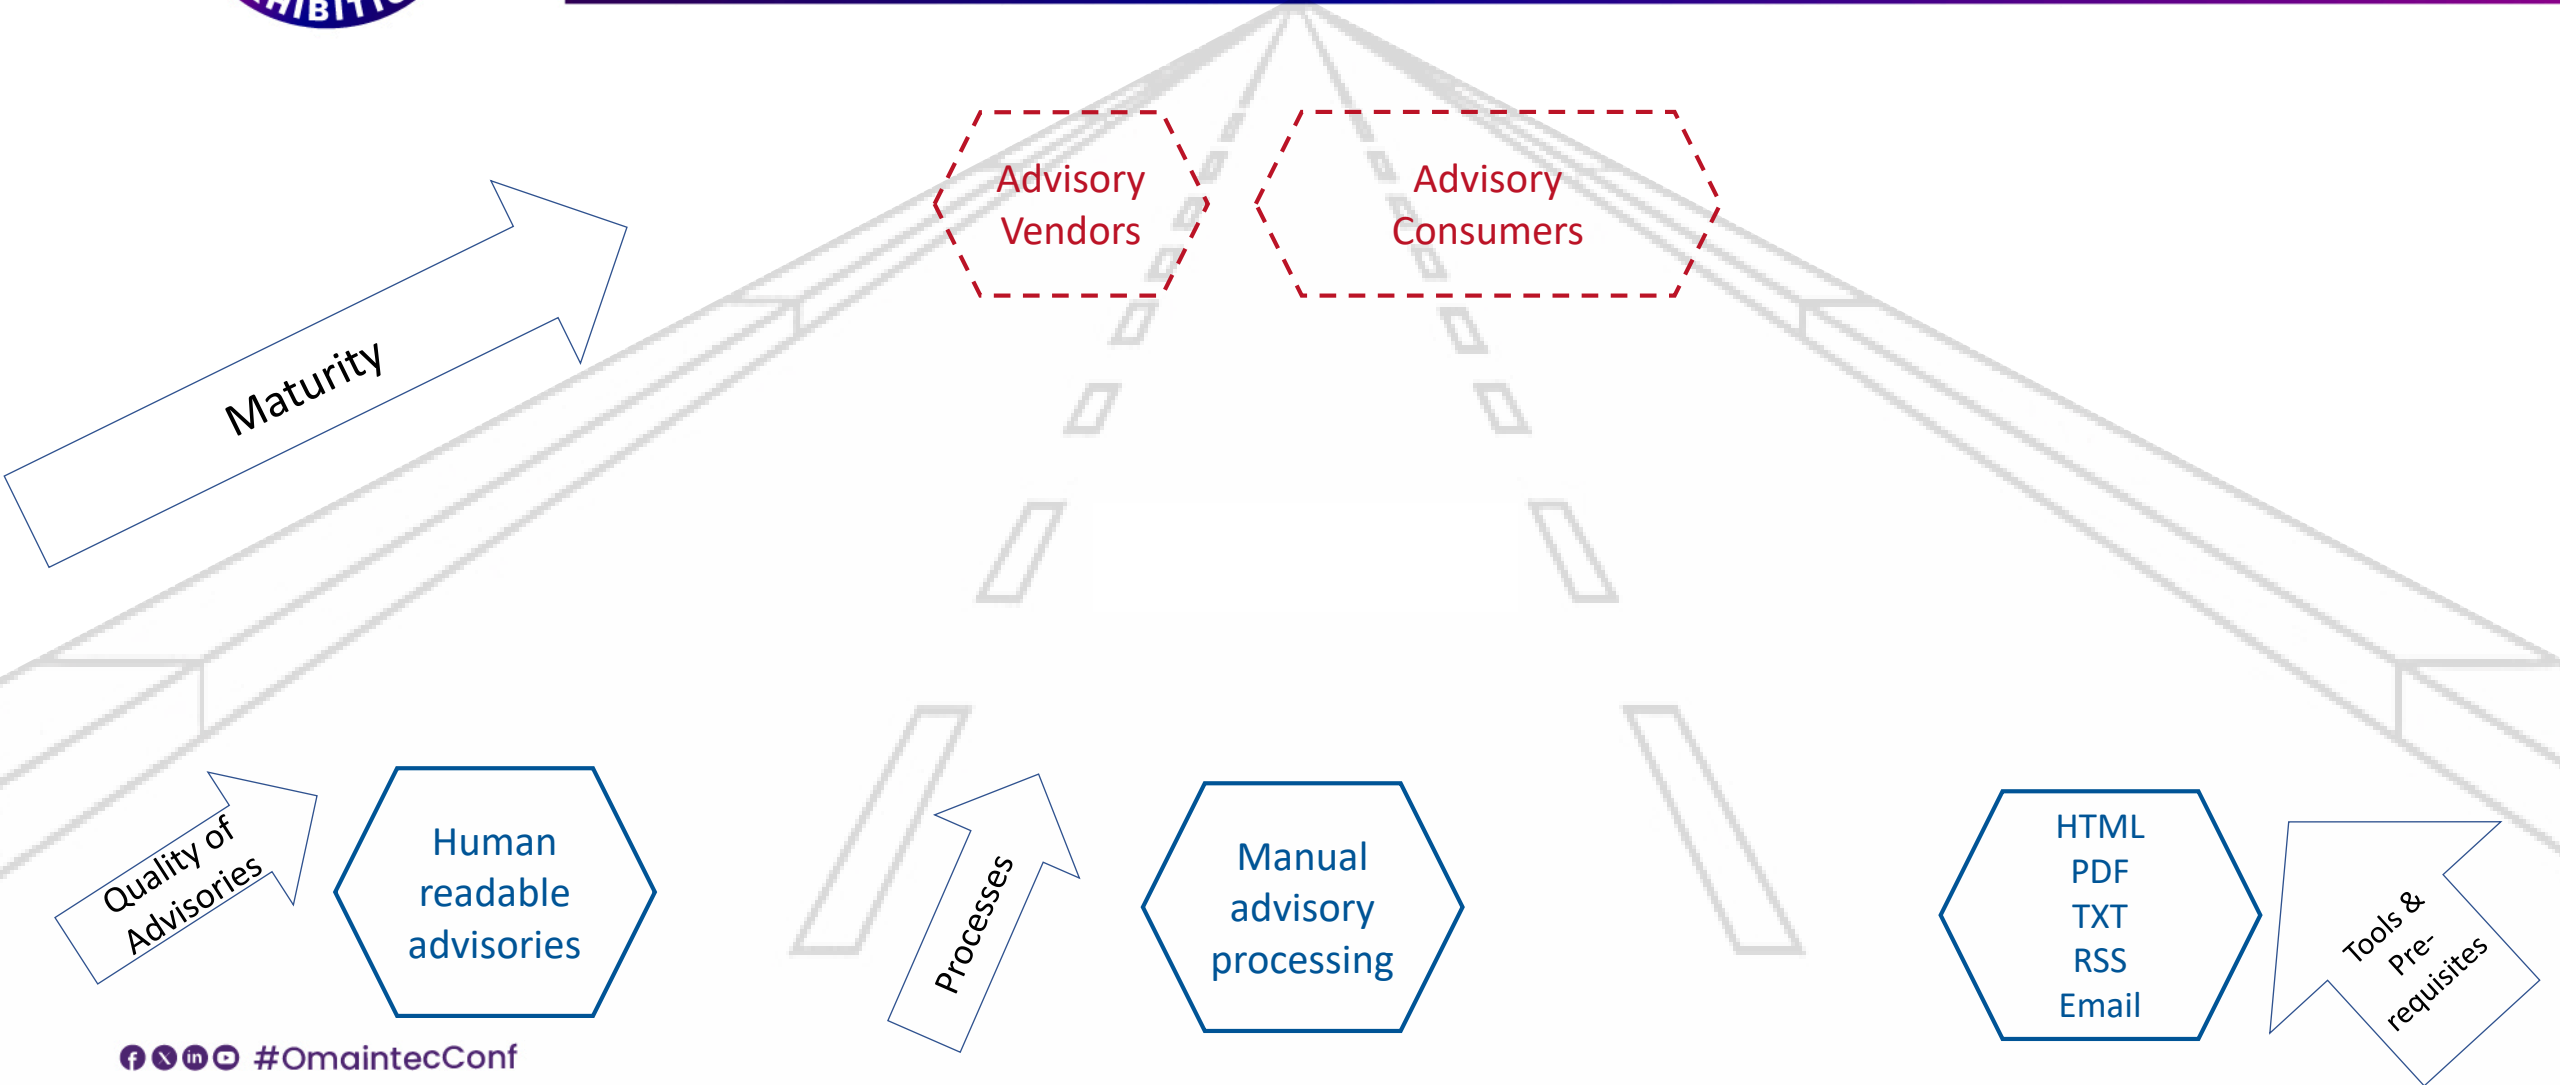 Advisory
Vendors
Advisory
Consumers
Maturity
Quality of
Advisories
Human
readable
advisories
Processes
Manual
advisory
processing
HTML
PDF
TXT
RSS
Email
Tools &
Pre-
requisites
#OmaintecConf